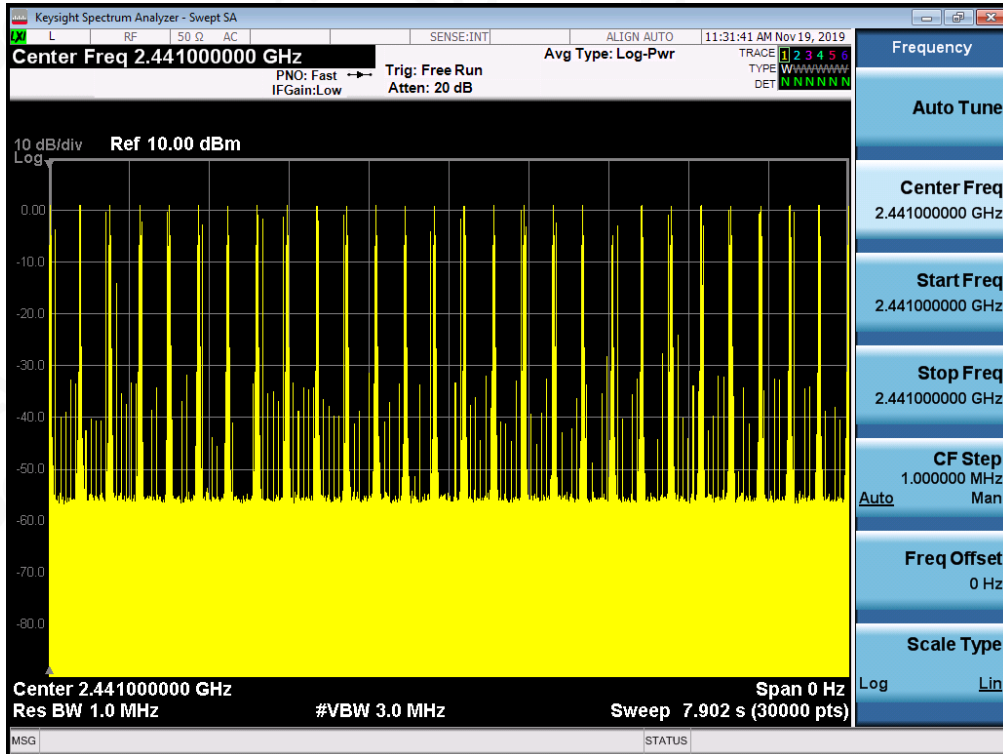 Keysight Spectrum Analyzer - Swept SA
LXI L RF 50 Ω AC SENSE:INT ALIGN AUTO 11:31:41 AM Nov 19, 2019
Center Freq 2.441000000 GHz
PNO: Fast
IFGain:Low
Trig: Free Run
Atten: 20 dB
Avg Type: Log-Pwr
TRACE 1 2 3 4 5 6
TYPE W W W W W W
DET N N N N N N
10 dB/div
Log
Ref 10.00 dBm
0.00
-10.0
-20.0
-30.0
-40.0
-50.0
-60.0
-70.0
-80.0
Center 2.441000000 GHz
Span 0 Hz
Res BW 1.0 MHz
#VBW 3.0 MHz
Sweep 7.902 s (30000 pts)
MSG
STATUS
Frequency
Auto Tune
Center Freq
2.441000000 GHz
Start Freq
2.441000000 GHz
Stop Freq
2.441000000 GHz
CF Step
1.000000 MHz
Auto Man
Freq Offset
0 Hz
Scale Type
Log Lin